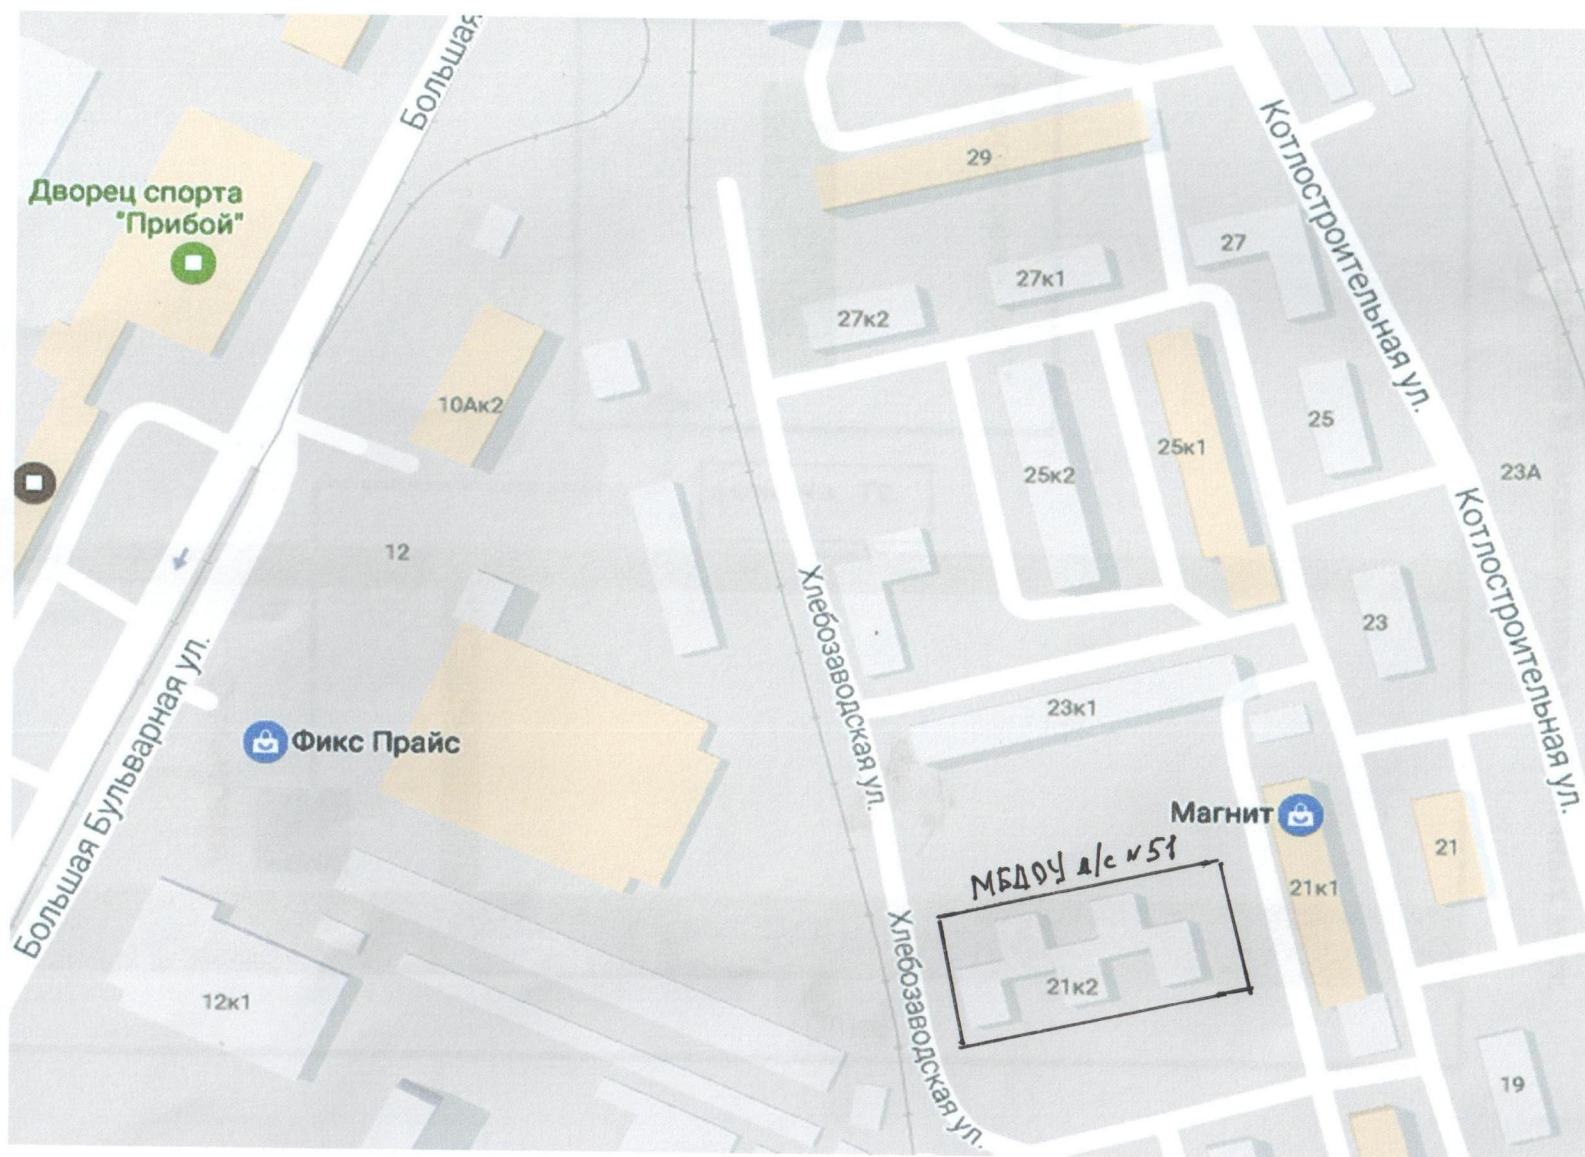 Большая
Котлостроительная ул.
29
Дворец спорта
"Прибой"
27
27к1
27к2
10Ак2
25
25к1
25к2
23А
12
Котлостроительная ул.
Хлебозаводская ул.
23
Большая Бульварная ул.
23к1
Фикс Прайс
Магнит
21
МБДОУ д/с №51
21к1
Хлебозаводская ул.
21к2
12к1
19